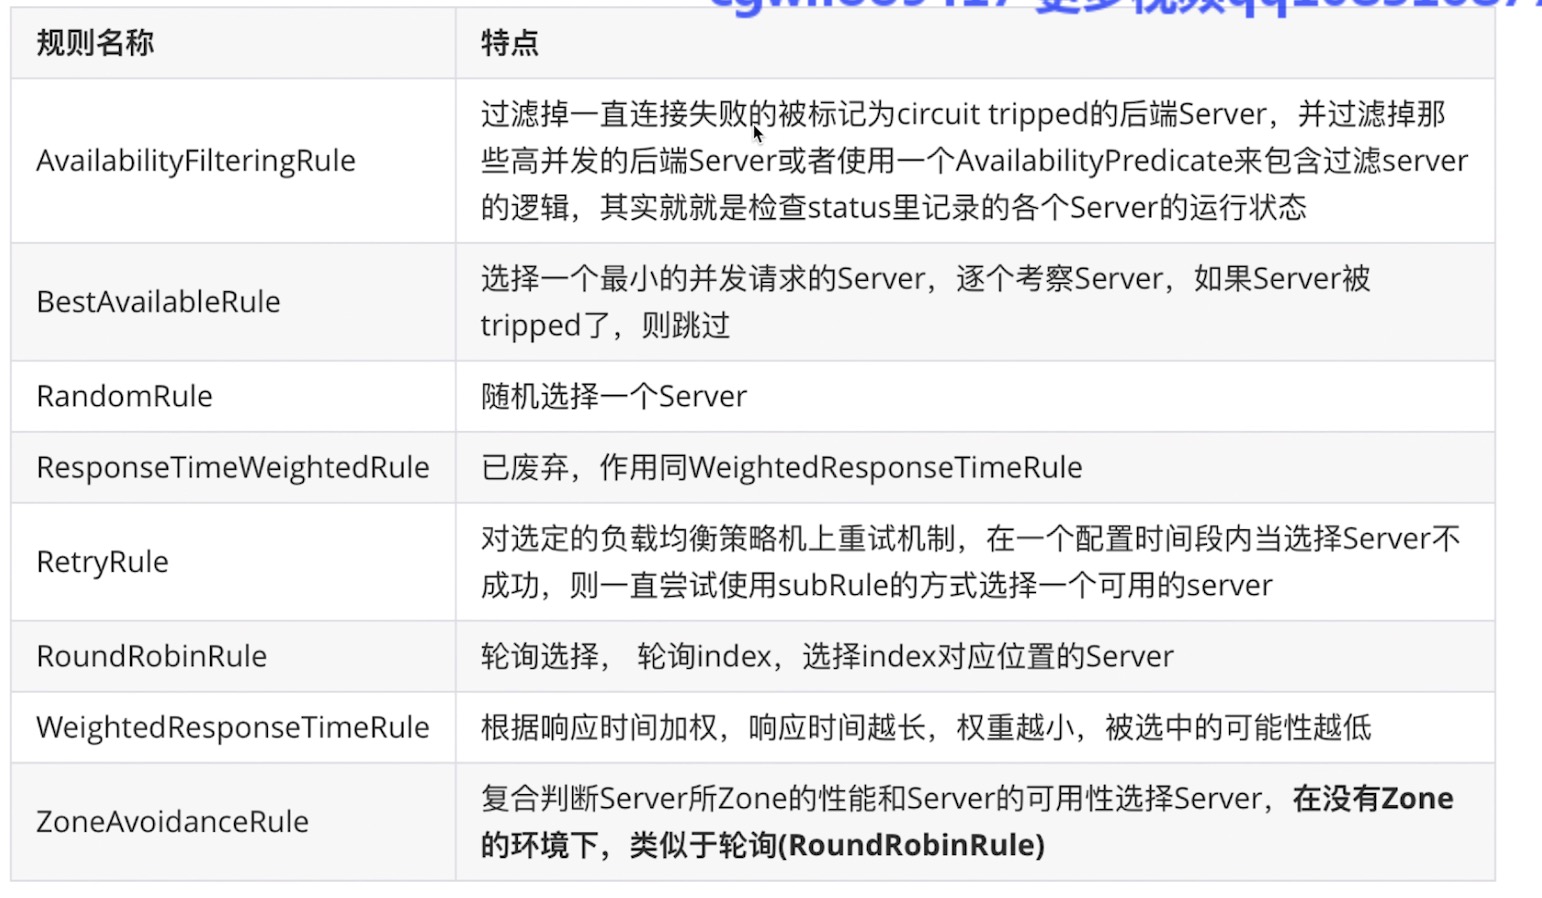 规则名称 特点
AvailabilityFilteringRule
过滤掉一直连接失败的被标记为circuit tripped的后端Server，并过滤掉那
些高并发的后端Server或者使用一个AvailabilityPredicate来包含过滤server
的逻辑，其实就就是检查status里记录的各个Server的运行状态
BestAvailableRule
选择一个最小的并发请求的Server，逐个考察Server，如果Server被
tripped了，则跳过
RandomRule 随机选择一个Server
ResponseTimeWeightedRule 已废弃，作用同WeightedResponseTimeRule
RetryRule
对选定的负载均衡策略机上重试机制，在一个配置时间段内当选择Server不
成功，则一直尝试使用subRule的方式选择一个可用的server
RoundRobinRule 轮询选择， 轮询index，选择index对应位置的Server
WeightedResponseTimeRule 根据响应时间加权，响应时间越长，权重越小，被选中的可能性越低
ZoneAvoidanceRule
复合判断Server所Zone的性能和Server的可用性选择Server，在没有Zone
的环境下，类似于轮询(RoundRobinRule)